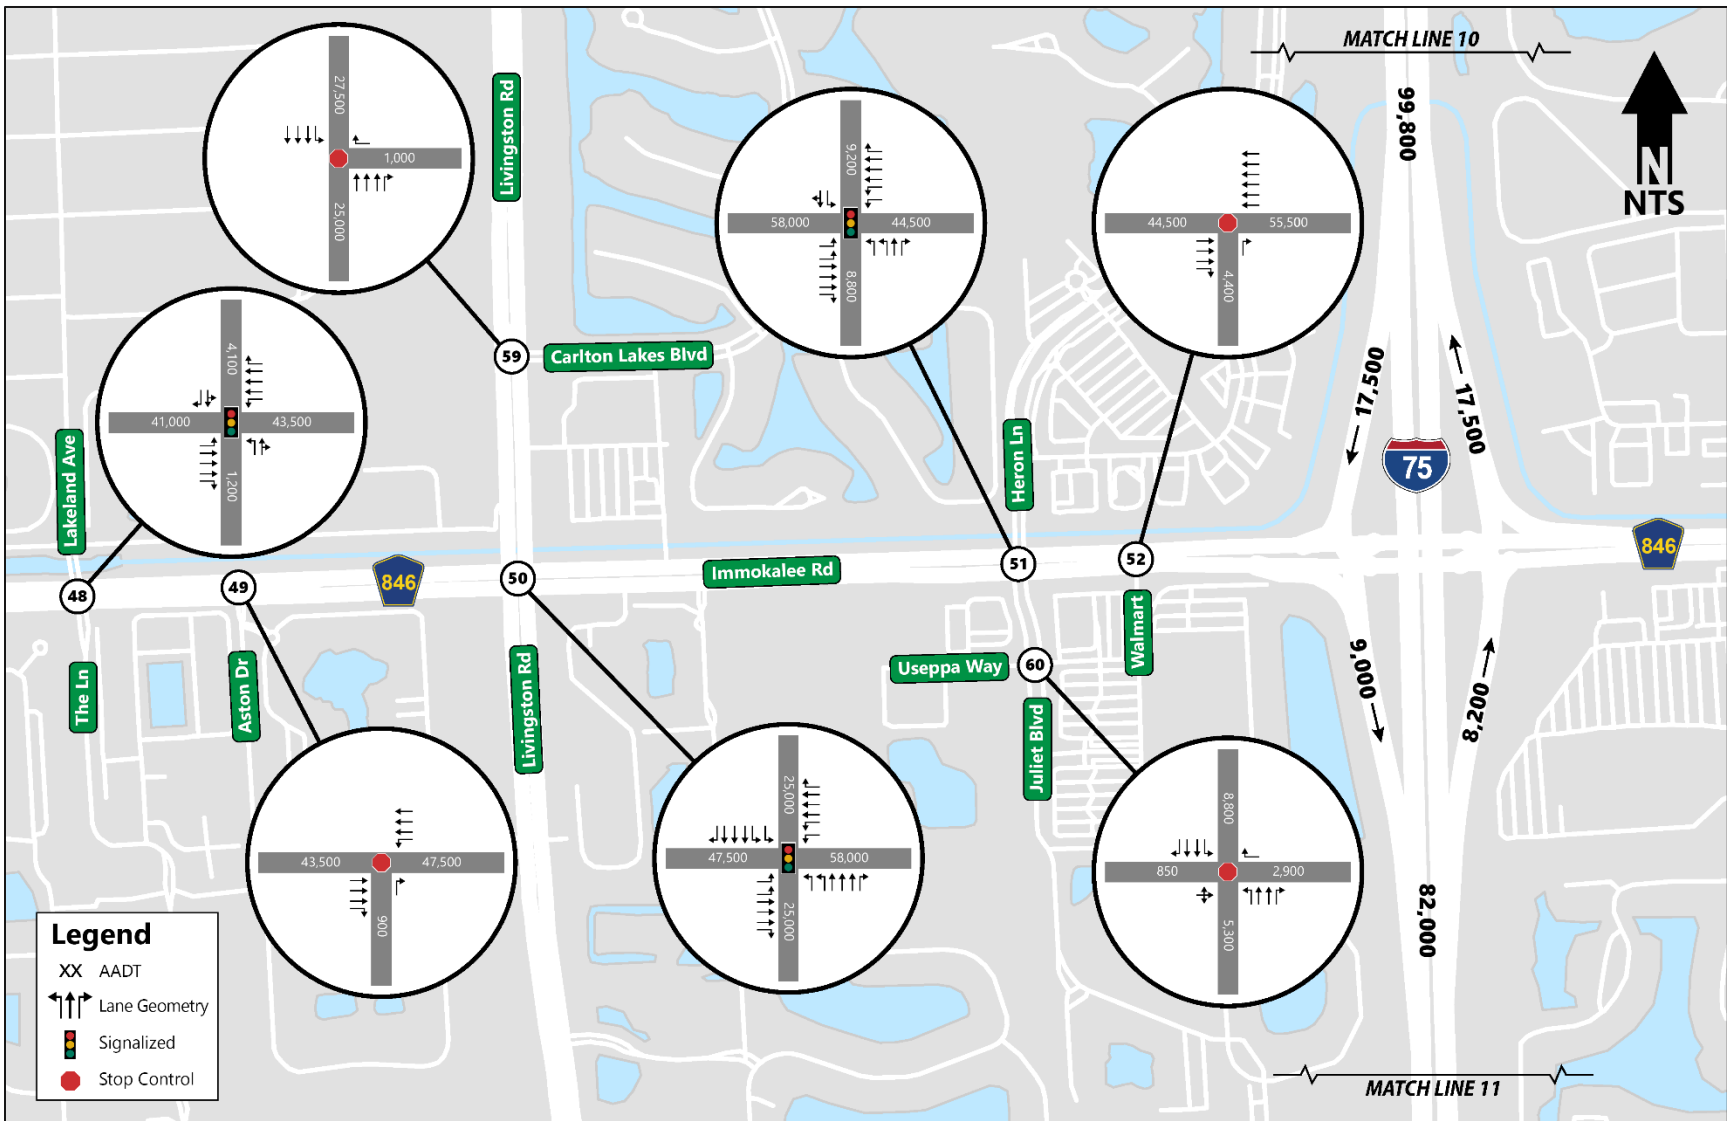 MATCH LINE 10
N
NTS
99,800
17,500
17,500
75
846
9,000
8,200
82,000
MATCH LINE 11
Livingston Rd
27,500
1,000
25,000
59
Carlton Lakes Blvd
9,200
58,000
44,500
8,800
44,500
55,500
4,400
4,100
41,000
43,500
1,200
Lakeland Ave
Heron Ln
48
49
846
50
Immokalee Rd
51
52
The Ln
Aston Dr
Livingston Rd
Useppa Way
60
Walmart
Juliet Blvd
43,500
47,500
900
25,000
47,500
58,000
25,000
8,800
850
2,900
5,300
Legend
XX AADT
Lane Geometry
Signalized
Stop Control